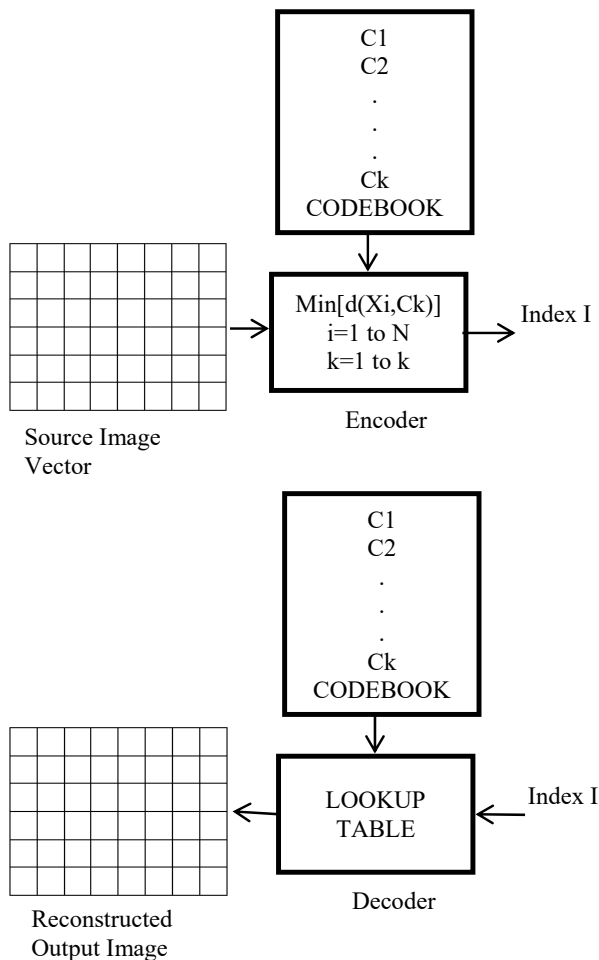 C1
C2
.
.
.
Ck
CODEBOOK
Min[d(Xi,Ck)]
i=1 to N
k=1 to k
Index I
Encoder
Source Image
Vector
C1
C2
.
.
.
Ck
CODEBOOK
LOOKUP
TABLE
Index I
Decoder
Reconstructed
Output Image